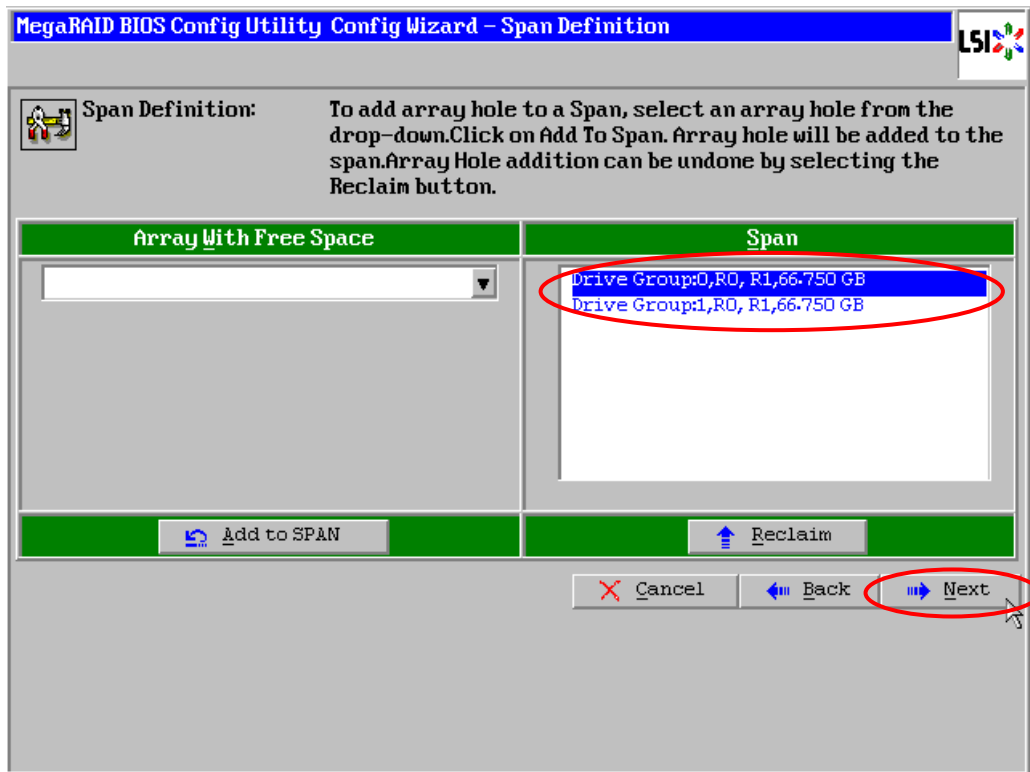 MegaRAID BIOS Config Utility Config Wizard - Span Definition
LSI
Span Definition:
To add array hole to a Span, select an array hole from the
drop-down.Click on Add To Span. Array hole will be added to the
span.Array Hole addition can be undone by selecting the
Reclaim button.
Array With Free Space
Span
Drive Group:0,R0, R1,66.750 GB
Drive Group:1,R0, R1,66.750 GB
Add to SPAN
Reclaim
Cancel
Back
Next